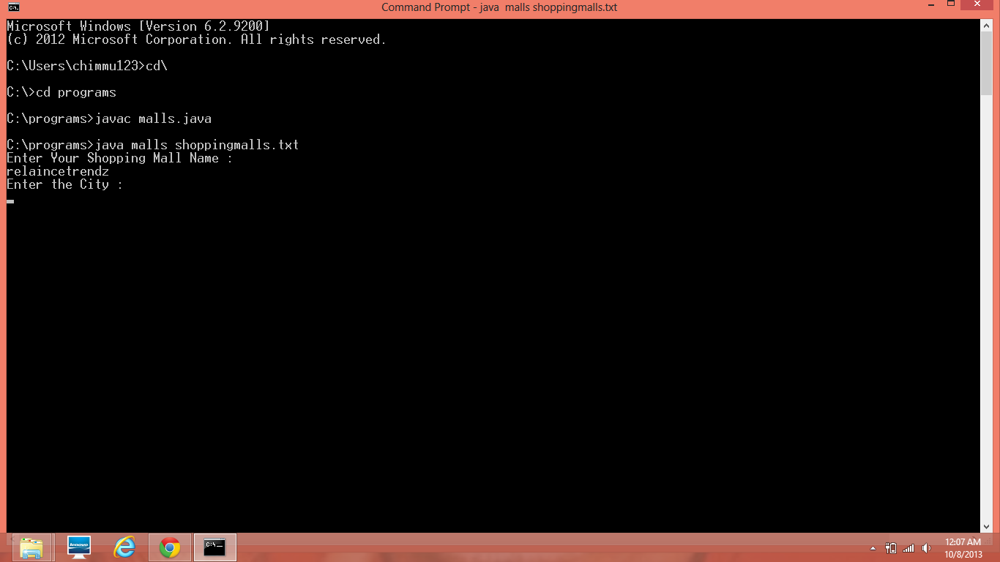 Command Prompt - java  malls shoppingmalls.txt
Microsoft Windows [Version 6.2.9200]
(c) 2012 Microsoft Corporation. All rights reserved.
C:\Users\chimmu123>cd\
C:\>cd programs
C:\programs>javac malls.java
C:\programs>java malls shoppingmalls.txt
Enter Your Shopping Mall Name :
relaincetrendz
Enter the City :
lenovo
C:\
12:07 AM
10/8/2013